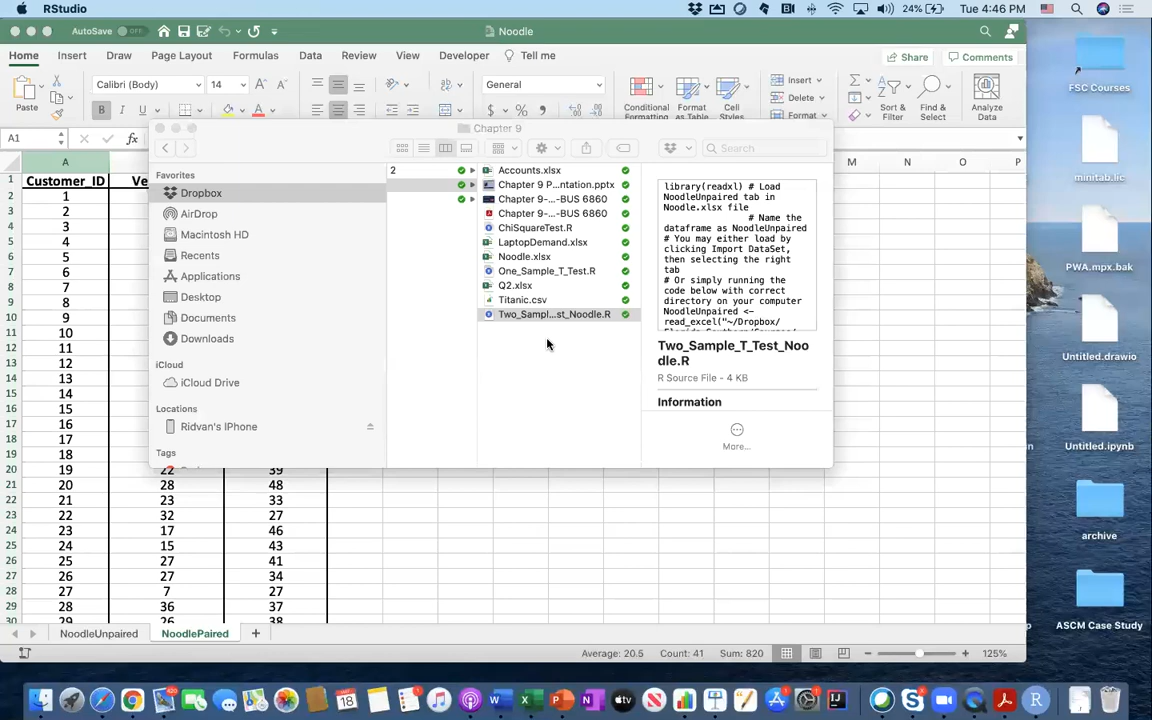 RStudio
24%
Tue 4:46 PM
AutoSave
OFF
Noodle
Home Insert Draw Page Layout Formulas Data Review View Developer Tell me
Share Comments
Paste
Calibri (Body) 14
General
Conditional Formatting
Format as Table
Cell Styles
Insert
Delete
Format
Sort & Filter
Find & Select
Analyze Data
A1
fx
Chapter 9
Search
A M N O P
1 Customer_ID Ve
2 1
3 2
4 3
5 4
6 5
7 6
8 7
9 8
10 9
11 10
12 11
13 12
14 13
15 14
16 15
17 16
18 17
19 18
20 19 22 39
21 20 28 48
22 21 23 33
23 22 32 27
24 23 17 46
25 24 15 43
26 25 27 41
27 26 27 34
28 27 7 27
29 28 36 37
30 29 26 38
Favorites
Dropbox
AirDrop
Macintosh HD
Recents
Applications
Desktop
Documents
Downloads
iCloud
iCloud Drive
Locations
Ridvan's iPhone
Tags
2
Accounts.xlsx
Chapter 9 P...ntation.pptx
Chapter 9-...-BUS 6860
Chapter 9-...-BUS 6860
ChiSquareTest.R
LaptopDemand.xlsx
Noodle.xlsx
One_Sample_T_Test.R
Q2.xlsx
Titanic.csv
Two_Sampl...st_Noodle.R
library(readxl) # Load
NoodleUnpaired tab in
Noodle.xlsx file
# Name the
dataframe as NoodleUnpaired
# You may either load by
clicking Import DataSet,
then selecting the right
tab
# Or simply running the
code below with correct
directory on your computer
NoodleUnpaired <-
read_excel("~/Dropbox/
Two_Sample_T_Test_Noo
dle.R
R Source File - 4 KB
Information
More...
NoodleUnpaired NoodlePaired
Average: 20.5 Count: 41 Sum: 820
125%
FSC Courses
minitab.lic
PWA.mpx.bak
Untitled.drawio
Untitled.ipynb
archive
ASCM Case Study